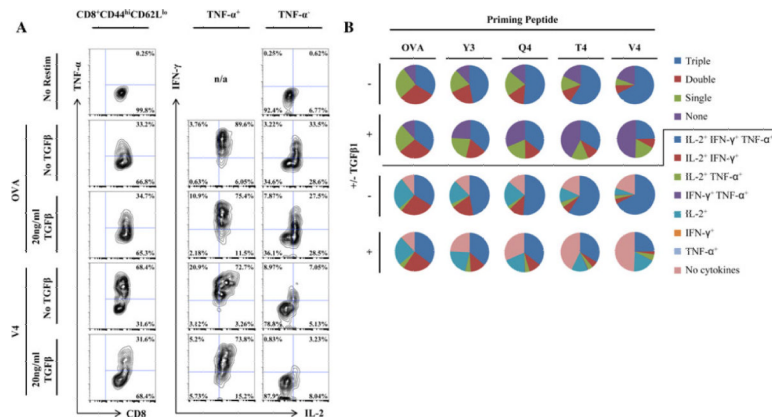 A
CD8⁺CD44ʰⁱCD62Lˡᵒ
TNF-α⁺
TNF-α⁻
No Restim
TNF-α
0.25%
99.8%
IFN-γ
n/a
0.25%
0.62%
92.4%
6.77%
OVA
No TGFβ
33.2%
66.8%
3.76%
89.6%
0.63%
6.05%
3.22%
33.5%
34.6%
28.7%
20ng/ml
TGFβ
34.7%
65.3%
10.9%
75.4%
2.18%
11.5%
7.87%
27.5%
36.1%
28.5%
V4
No TGFβ
68.4%
31.6%
20.9%
72.7%
3.12%
3.26%
8.97%
7.05%
78.8%
5.13%
20ng/ml
TGFβ
31.6%
68.4%
5.2%
73.8%
5.73%
15.2%
0.83%
3.23%
87.9%
8.04%
CD8
IL-2
B
Priming Peptide
OVA
Y3
Q4
T4
V4
+/- TGFβ1
-
+
-
+
Triple
Double
Single
None
IL-2⁺ IFN-γ⁺ TNF-α⁺
IL-2⁺ IFN-γ⁺
IL-2⁺ TNF-α⁺
IFN-γ⁺ TNF-α⁺
IL-2⁺
IFN-γ⁺
TNF-α⁺
No cytokines